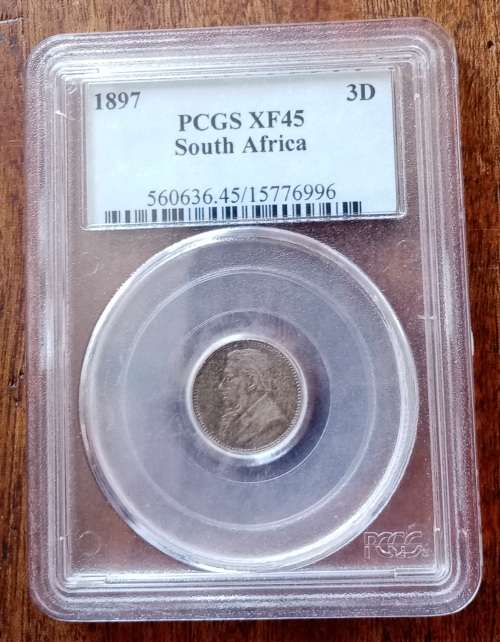 1897 3D
PCGS XF45
South Africa
560636.45/15776996
PCGS